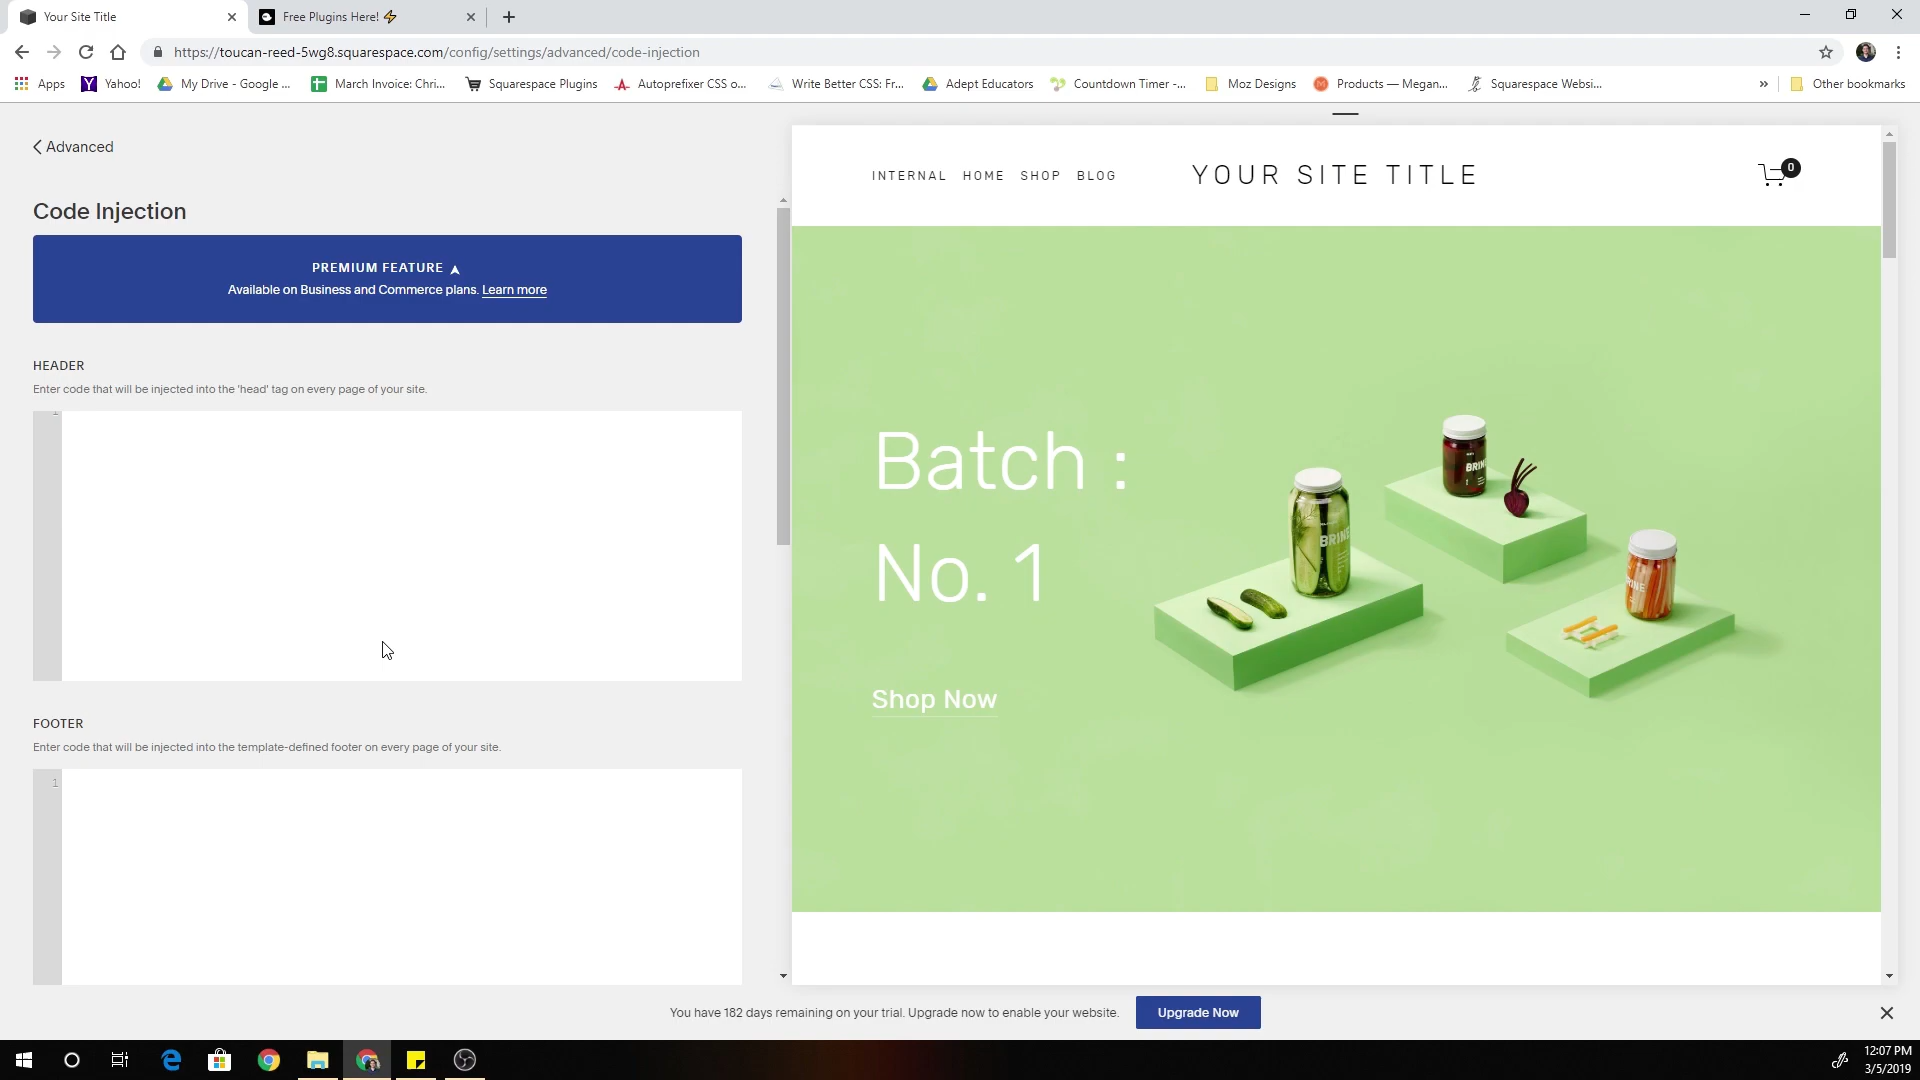 Your Site Title
Free Plugins Here! ⚡
https://toucan-reed-5wg8.squarespace.com/config/settings/advanced/code-injection
Apps
Yahoo!
My Drive - Google ...
March Invoice: Chri...
Squarespace Plugins
Autoprefixer CSS o...
Write Better CSS: Fr...
Adept Educators
Countdown Timer -...
Moz Designs
Products — Megan...
Squarespace Websi...
»
Other bookmarks
Advanced
Code Injection
PREMIUM FEATURE
Available on Business and Commerce plans. Learn more
HEADER
Enter code that will be injected into the 'head' tag on every page of your site.
1
FOOTER
Enter code that will be injected into the template-defined footer on every page of your site.
1
INTERNAL HOME SHOP BLOG
YOUR SITE TITLE
0
Batch :
No. 1
Shop Now
BRINE
BRINE
You have 182 days remaining on your trial. Upgrade now to enable your website.
Upgrade Now
12:07 PM
3/5/2019